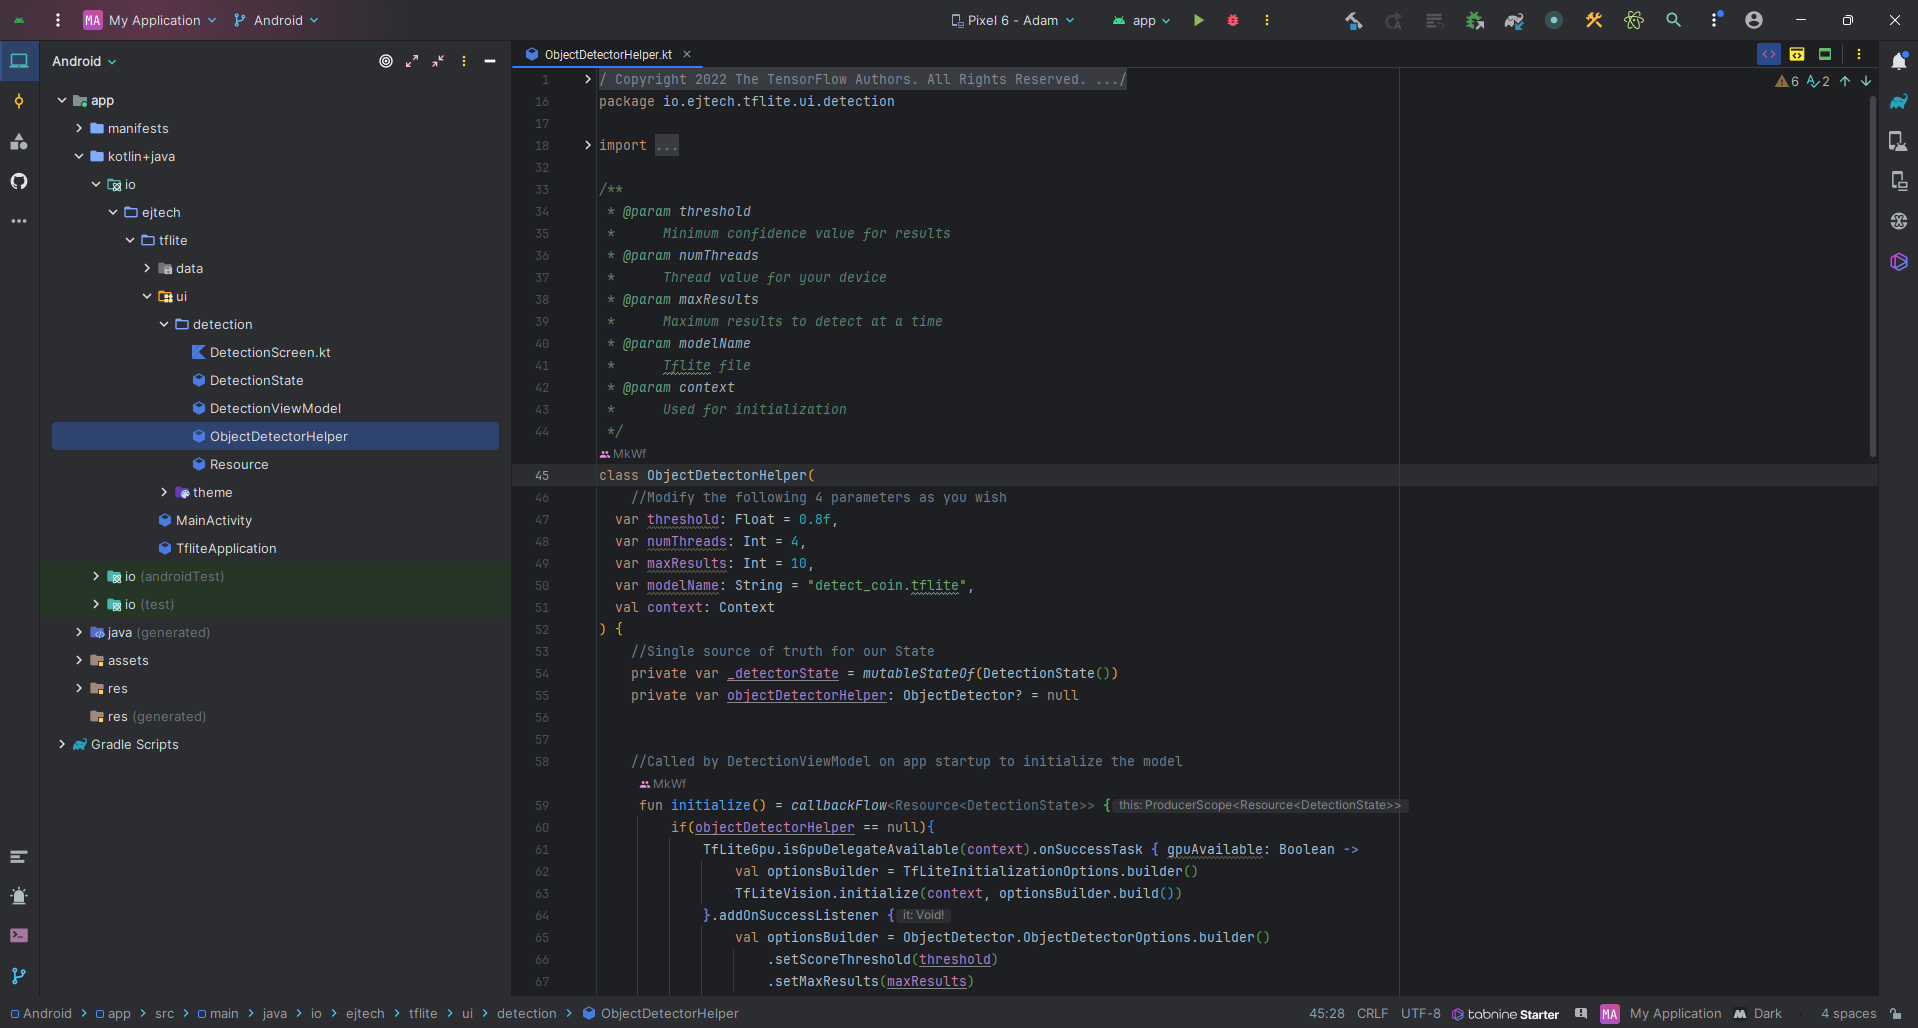 MA My Application Android Pixel 6 - Adam app
Android
app
manifests
kotlin+java
io
ejtech
tflite
data
ui
detection
DetectionScreen.kt
DetectionState
DetectionViewModel
ObjectDetectorHelper
Resource
theme
MainActivity
TfliteApplication
io (androidTest)
io (test)
java (generated)
assets
res
res (generated)
Gradle Scripts
ObjectDetectorHelper.kt
6 2
1 / Copyright 2022 The TensorFlow Authors. All Rights Reserved. .../
16 package io.ejtech.tflite.ui.detection
17
18 import ...
32
33 /**
34 * @param threshold
35 * Minimum confidence value for results
36 * @param numThreads
37 * Thread value for your device
38 * @param maxResults
39 * Maximum results to detect at a time
40 * @param modelName
41 * Tflite file
42 * @param context
43 * Used for initialization
44 */
MkWf
45 class ObjectDetectorHelper(
46 //Modify the following 4 parameters as you wish
47 var threshold: Float = 0.8f,
48 var numThreads: Int = 4,
49 var maxResults: Int = 10,
50 var modelName: String = "detect_coin.tflite",
51 val context: Context
52 ) {
53 //Single source of truth for our State
54 private var _detectorState = mutableStateOf(DetectionState())
55 private var objectDetectorHelper: ObjectDetector? = null
56
57
58 //Called by DetectionViewModel on app startup to initialize the model
MkWf
59 fun initialize() = callbackFlow<Resource<DetectionState>> { this: ProducerScope<Resource<DetectionState>>
60 if(objectDetectorHelper == null){
61 TfLiteGpu.isGpuDelegateAvailable(context).onSuccessTask { gpuAvailable: Boolean ->
62 val optionsBuilder = TfLiteInitializationOptions.builder()
63 TfLiteVision.initialize(context, optionsBuilder.build())
64 }.addOnSuccessListener { it: Void!
65 val optionsBuilder = ObjectDetector.ObjectDetectorOptions.builder()
66 .setScoreThreshold(threshold)
67 .setMaxResults(maxResults)
Android > app > src > main > java > io > ejtech > tflite > ui > detection > ObjectDetectorHelper
45:28 CRLF UTF-8 tabnine Starter MA My Application Dark 4 spaces